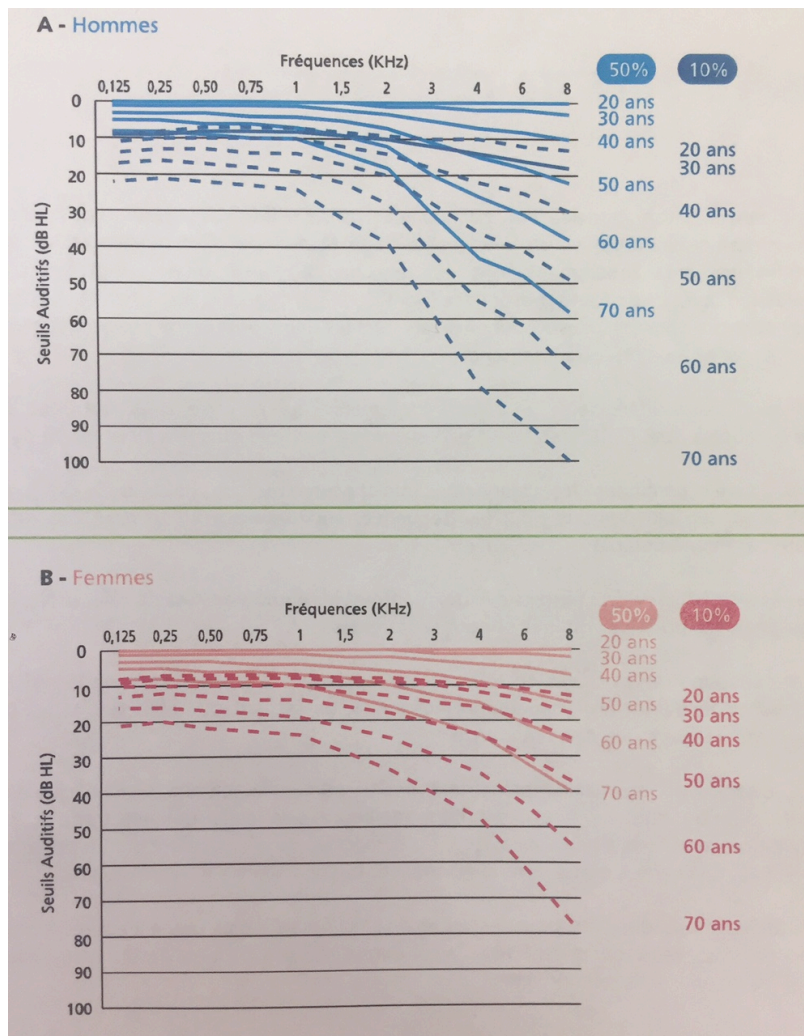 A - Hommes
Fréquences (KHz)
50% 10%
0,125 0,25 0,50 0,75 1 1,5 2 3 4 6 8
0
10
20
30
40
50
60
70
80
90
100
Seuils Auditifs (dB HL)
20 ans
30 ans
40 ans
50 ans
60 ans
70 ans
20 ans
30 ans
40 ans
50 ans
60 ans
70 ans
B - Femmes
Fréquences (KHz)
50% 10%
0,125 0,25 0,50 0,75 1 1,5 2 3 4 6 8
0
10
20
30
40
50
60
70
80
90
100
Seuils Auditifs (dB HL)
20 ans
30 ans
40 ans
50 ans
60 ans
70 ans
20 ans
30 ans
40 ans
50 ans
60 ans
70 ans